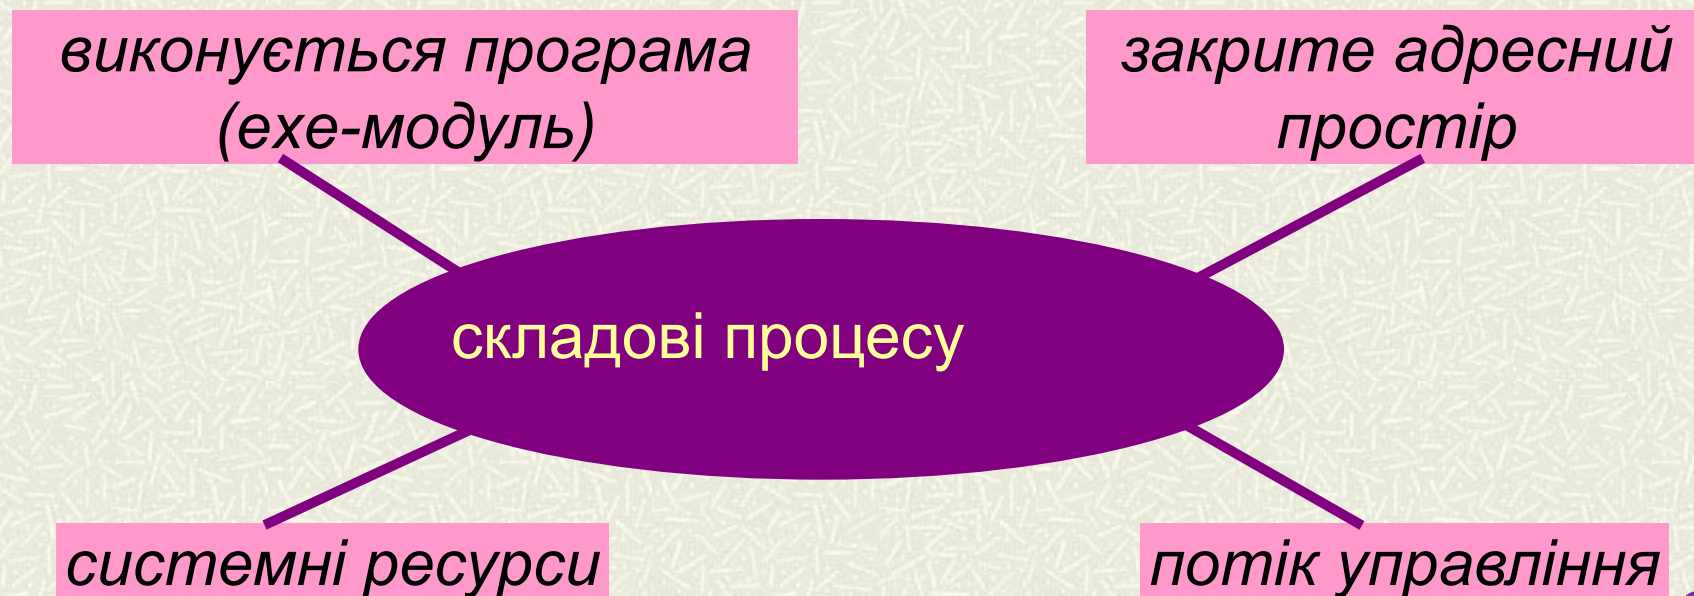 виконується програма
(exe-модуль)
закрите адресний
простір
складові процесу
системні ресурси
потік управління